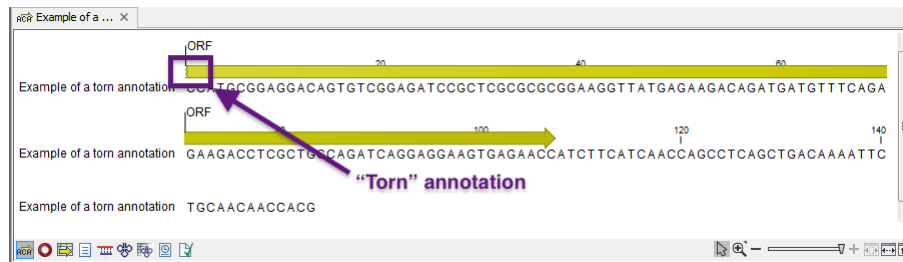 Example of a ... ×
ORF
20 40 60
Example of a torn annotation CCATGCGGAGGACAGTGTCGGAGATCCGCTCGCGCGCGGAAGGTTATGAGAAGACAGATGATGTTTCAGA
ORF
100 120 140
Example of a torn annotation GAAGACCTCGCTGCCAGATCAGGAGGAAGTGAGAACCATCTTCATCAACCAGCCTCAGCTGACAAAATTC
“Torn” annotation
Example of a torn annotation TGCAACAACCACG